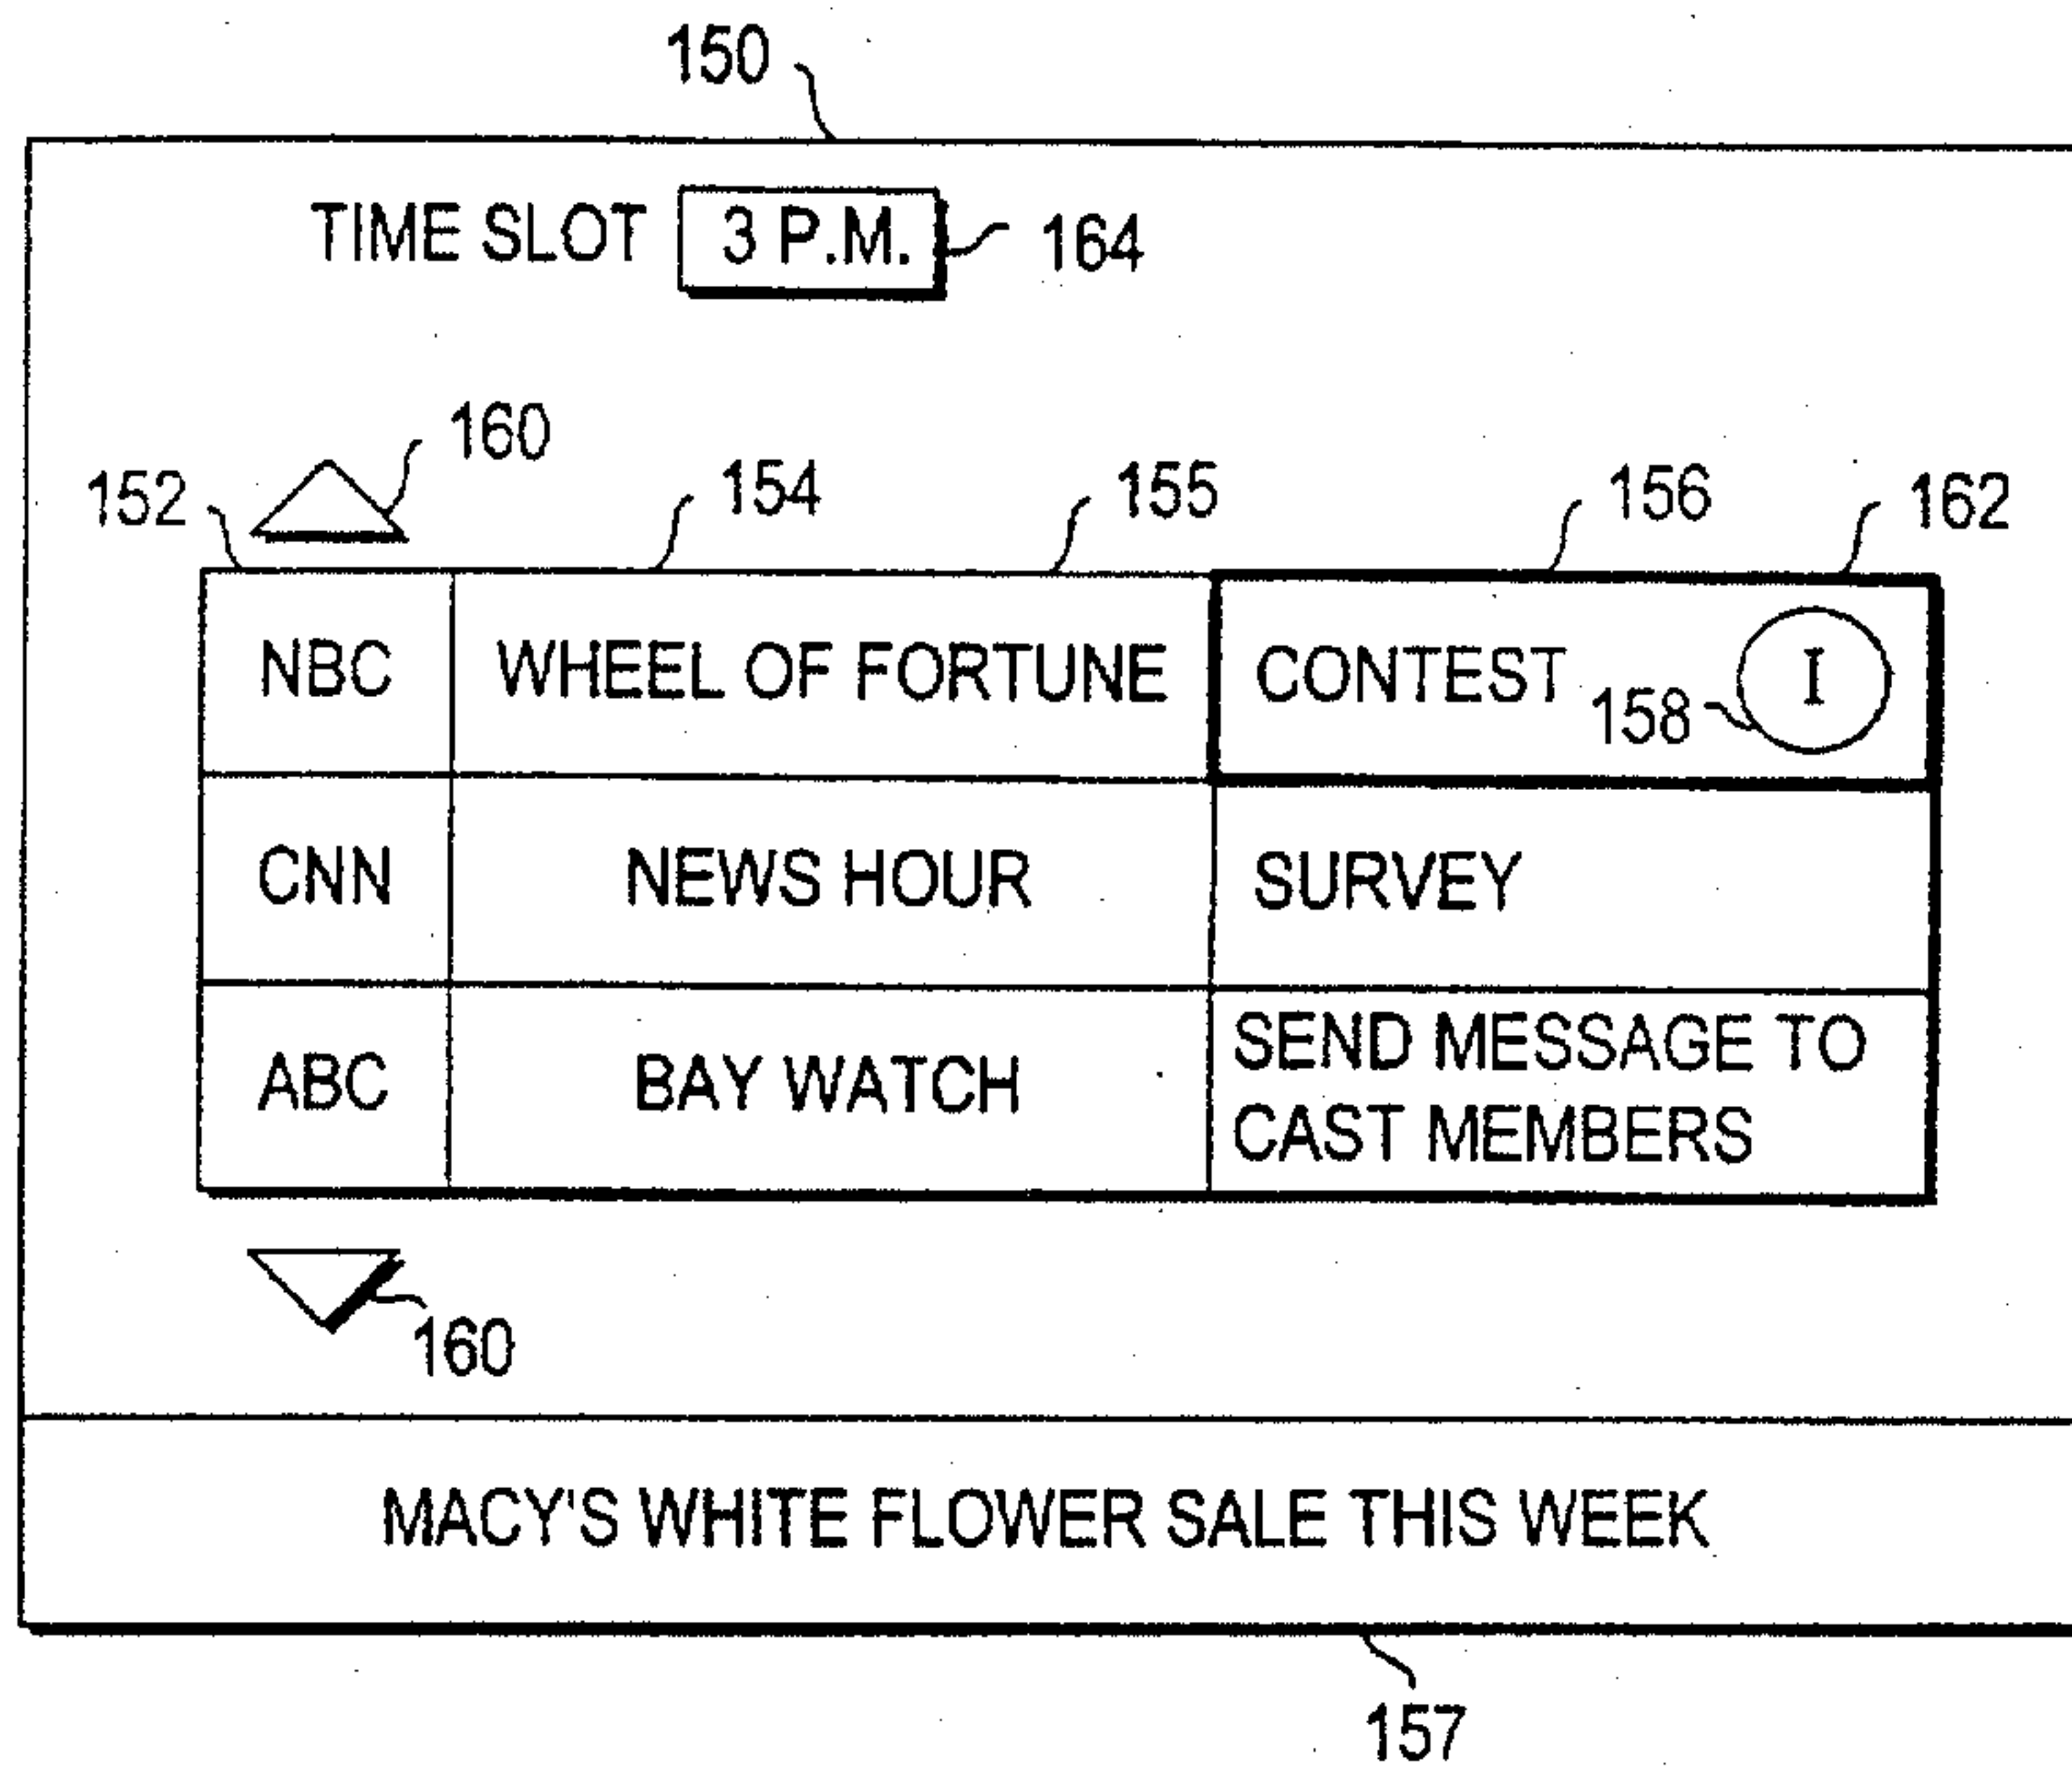 150
TIME SLOT 3 P.M. 164
160
152 154 155 156 162
NBC WHEEL OF FORTUNE CONTEST I
158
CNN NEWS HOUR SURVEY
ABC BAY WATCH SEND MESSAGE TO
CAST MEMBERS
160
MACY'S WHITE FLOWER SALE THIS WEEK
157